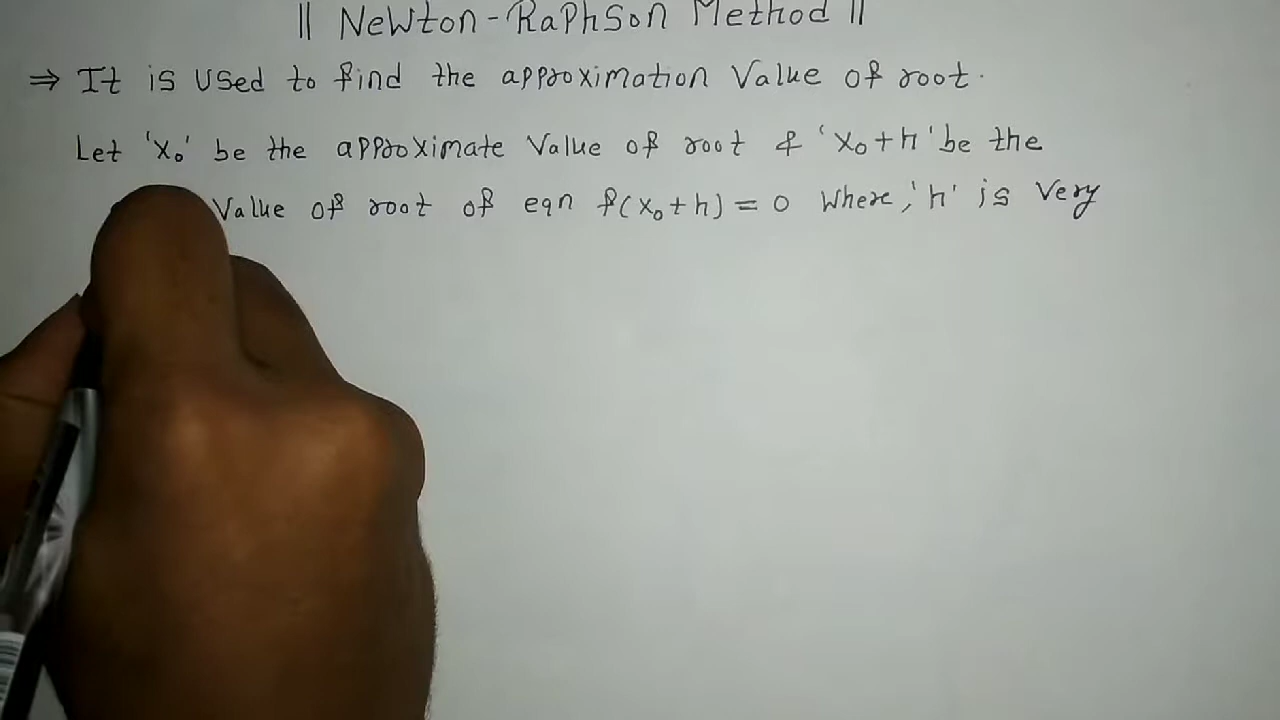 || Newton-Raphson Method ||
⇒ It is used to find the approximation Value of root.
Let 'x₀' be the approximate Value of root & 'x₀+h' be the
Value of root of eqn f(x₀+h) = 0 Where, 'h' is Very